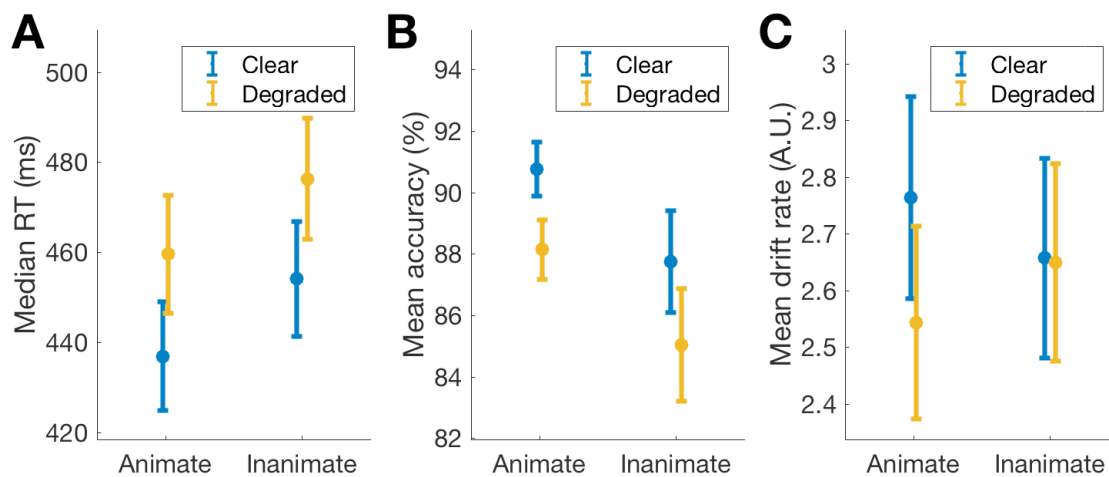 A
Median RT (ms)
500
480
460
440
420
Clear
Degraded
Animate Inanimate
B
Mean accuracy (%)
94
92
90
88
86
84
82
Clear
Degraded
Animate Inanimate
C
Mean drift rate (A.U.)
3
2.9
2.8
2.7
2.6
2.5
2.4
Clear
Degraded
Animate Inanimate